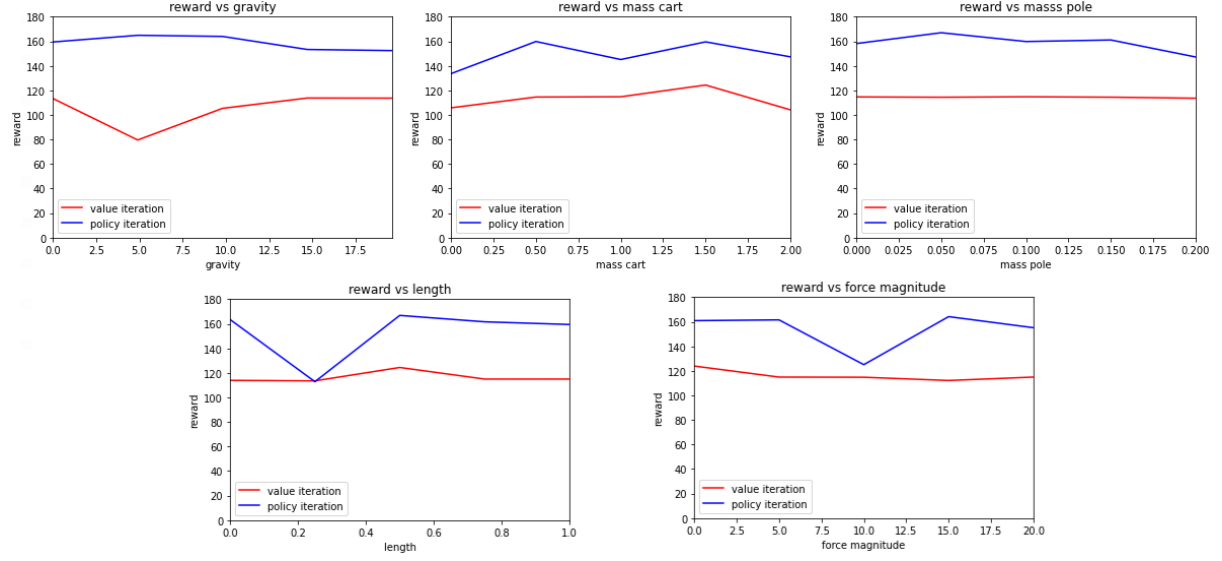 reward vs gravity
180
160
140
120
100
80
60
40
20
0
reward
value iteration
policy iteration
0.0 2.5 5.0 7.5 10.0 12.5 15.0 17.5
gravity
reward vs mass cart
180
160
140
120
100
80
60
40
20
0
reward
value iteration
policy iteration
0.00 0.25 0.50 0.75 1.00 1.25 1.50 1.75 2.00
mass cart
reward vs masss pole
180
160
140
120
100
80
60
40
20
0
reward
value iteration
policy iteration
0.000 0.025 0.050 0.075 0.100 0.125 0.150 0.175 0.200
mass pole
reward vs length
180
160
140
120
100
80
60
40
20
0
reward
value iteration
policy iteration
0.0 0.2 0.4 0.6 0.8 1.0
length
reward vs force magnitude
180
160
140
120
100
80
60
40
20
0
reward
value iteration
policy iteration
0.0 2.5 5.0 7.5 10.0 12.5 15.0 17.5 20.0
force magnitude